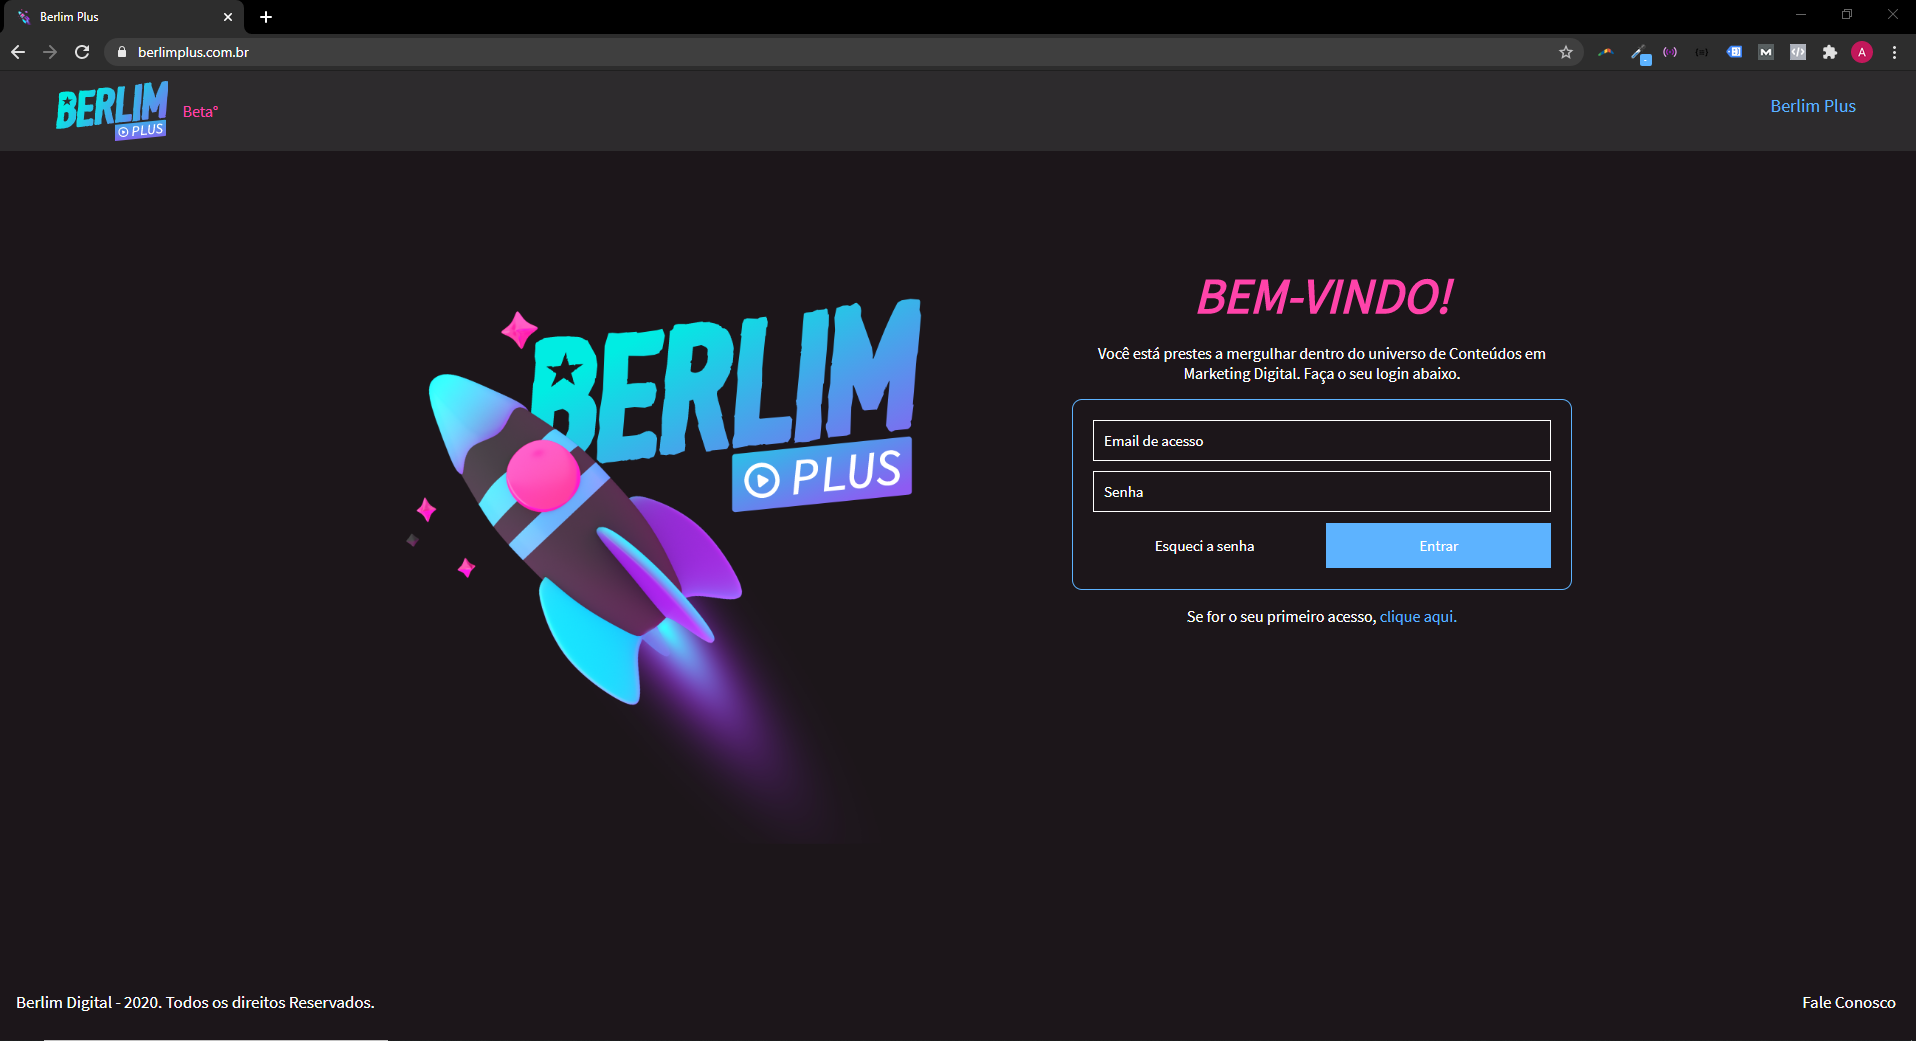 Berlim Plus
berlimplus.com.br
A
BERLIM
PLUS
Beta°
Berlim Plus
BERLIM
PLUS
BEM-VINDO!
Você está prestes a mergulhar dentro do universo de Conteúdos em
Marketing Digital. Faça o seu login abaixo.
Email de acesso
Senha
Esqueci a senha
Entrar
Se for o seu primeiro acesso, clique aqui.
Berlim Digital - 2020. Todos os direitos Reservados.
Fale Conosco